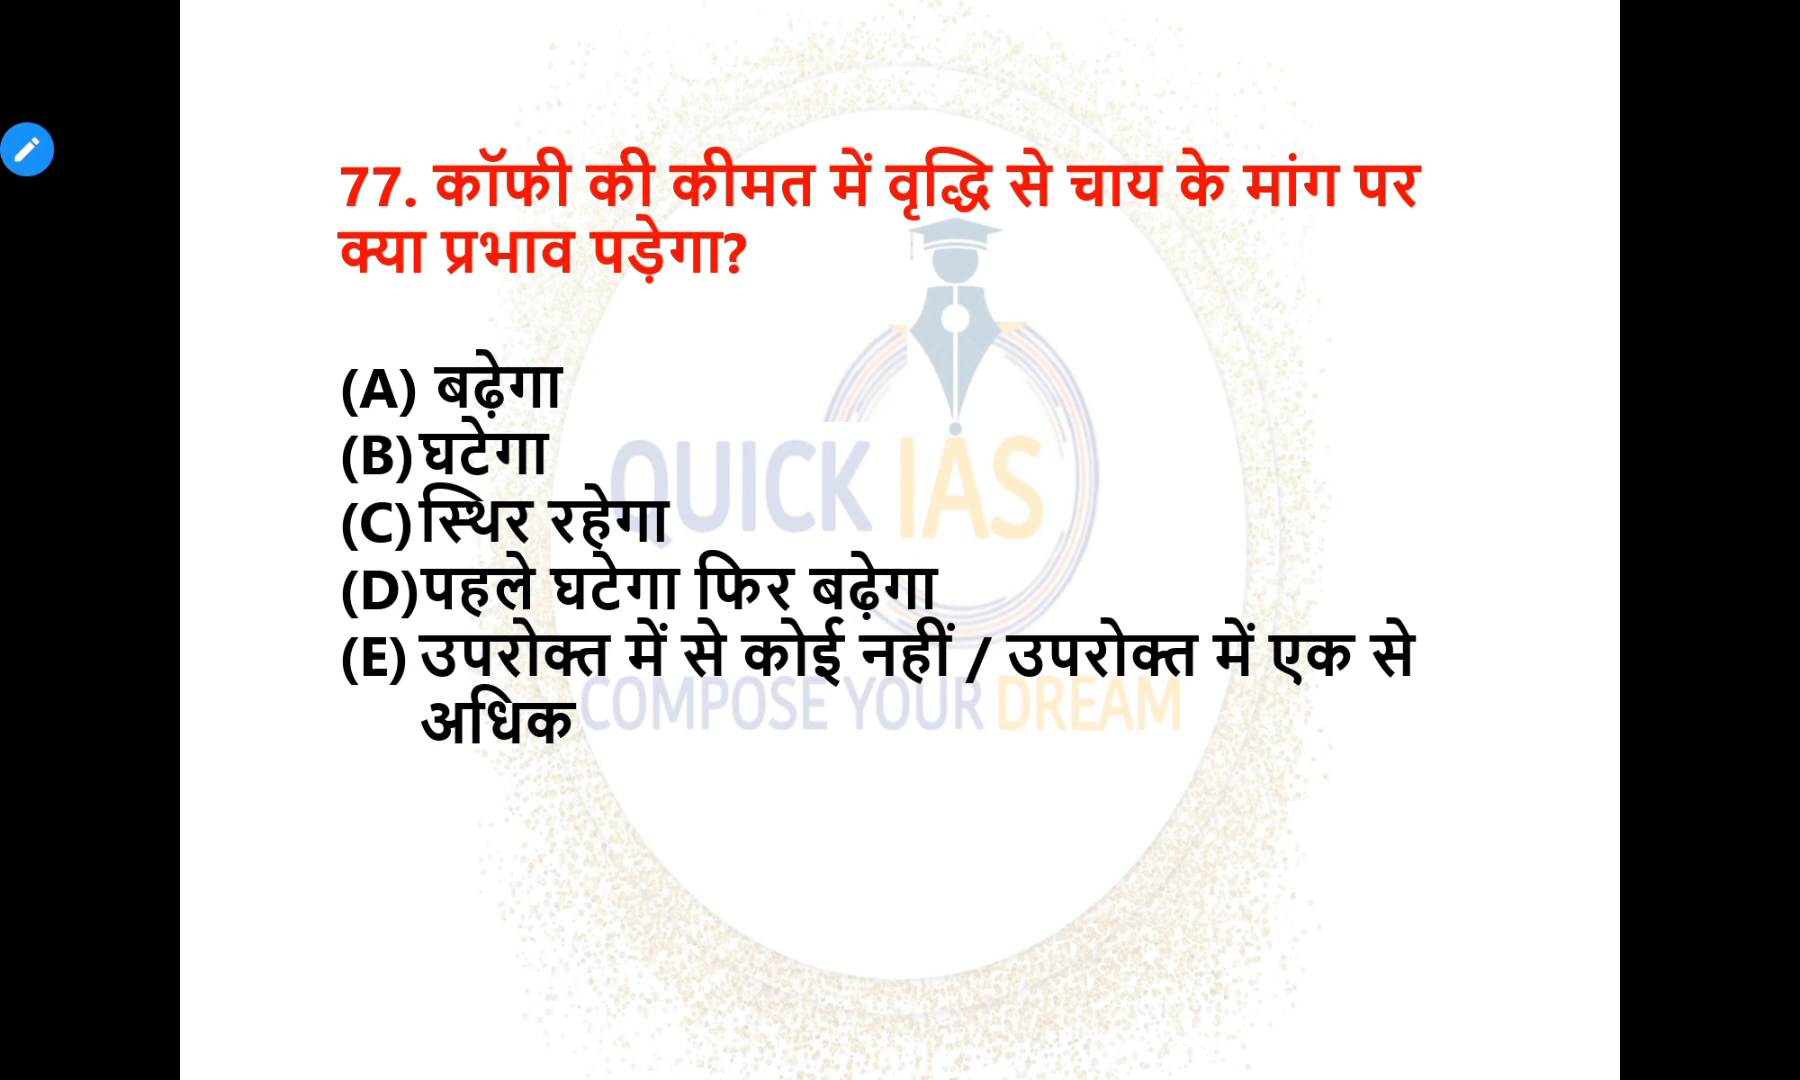 77. कॉफी की कीमत में वृद्धि से चाय के मांग पर
क्या प्रभाव पड़ेगा?
(A) बढ़ेगा
(B) घटेगा
(C) स्थिर रहेगा
(D) पहले घटेगा फिर बढ़ेगा
(E) उपरोक्त में से कोई नहीं / उपरोक्त में एक से
अधिक
QUICK IAS
COMPOSE YOUR DREAM